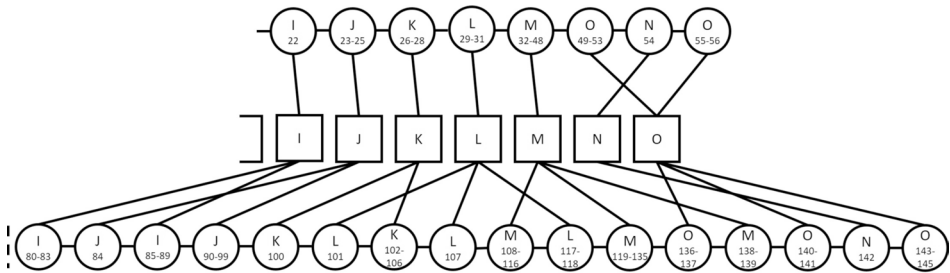 I J K L M O N O
22 23-25 26-28 29-31 32-48 49-53 54 55-56
I J K L M N O
I J I J K L K L M L M O M O N O
80-83 84 85-89 90-99 100 101 102-106 107 108-116 117-118 119-135 136-137 138-139 140-141 142 143-145